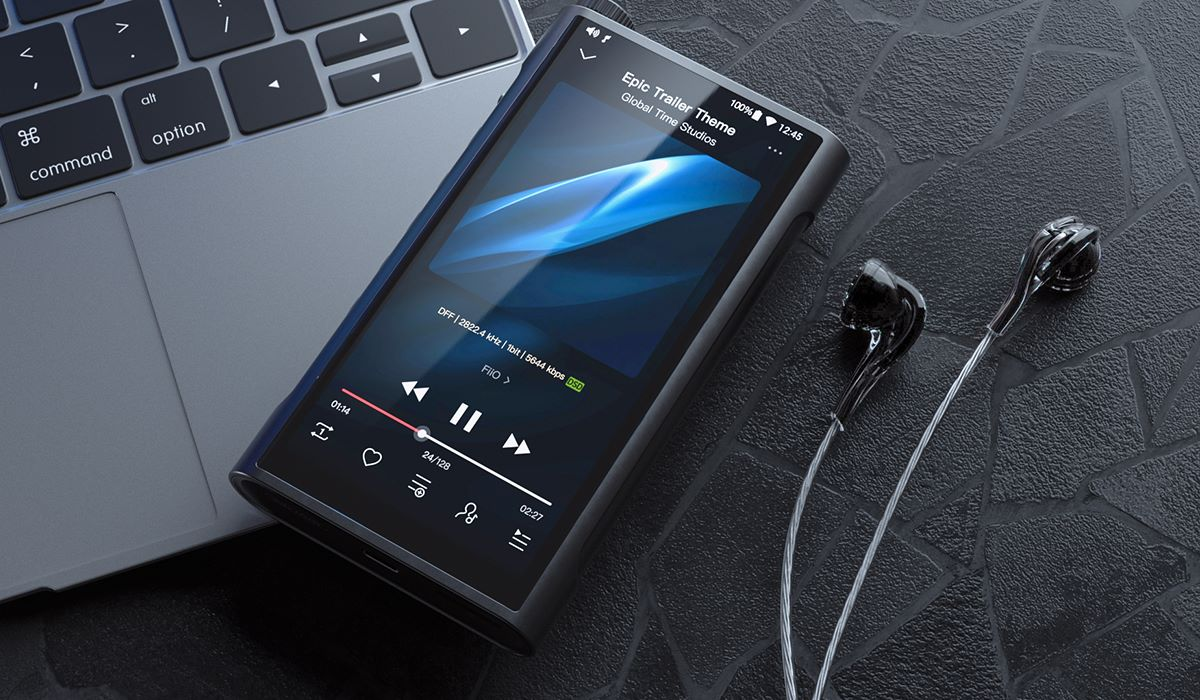 <
,
>
.
?
/
alt
option
⌘
command
100% 12:45
Epic Trailer Theme
Global Time Studios
DFF | 2822.4 kHz | 1bit | 5644 kbps DSD
FIIO >
01:14
24/128
02:27